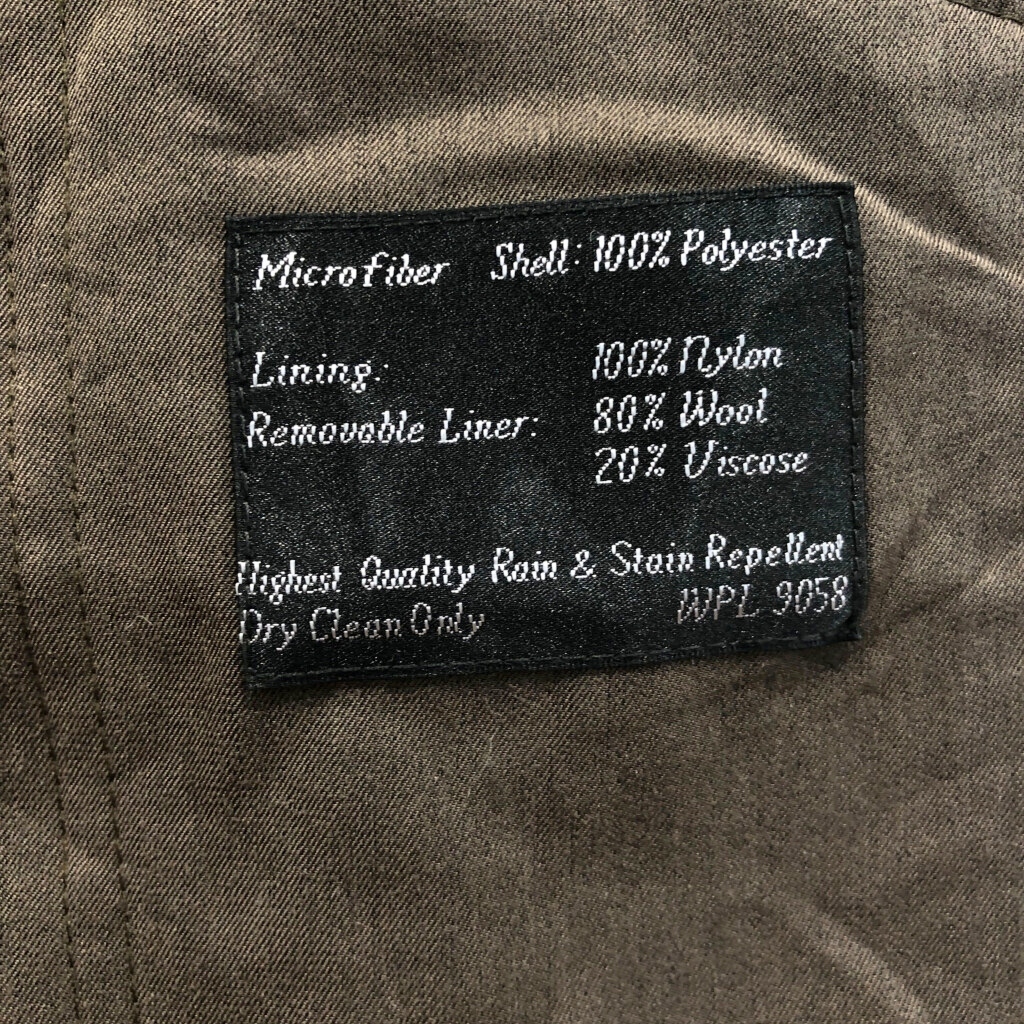 Microfiber Shell: 100% Polyester
Lining: 100% Nylon
Removable Liner: 80% Wool
20% Viscose
Highest Quality Rain & Stain Repellent
Dry Clean Only WPL 9058